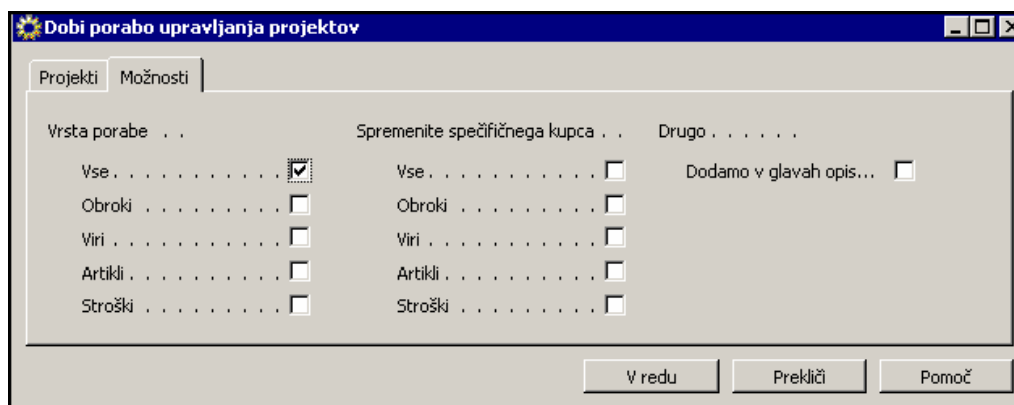 Dobi porabo upravljanja projektov
Projekti Možnosti
Vrsta porabe . . Spremenite specifičnega kupca . . Drugo . . . . . .
Vse . . . . . . . . . . . Vse . . . . . . . . . . . Dodamo v glavah opis...
Obroki . . . . . . . . . Obroki . . . . . . . . .
Viri . . . . . . . . . . . Viri . . . . . . . . . . .
Artikli . . . . . . . . . . Artikli . . . . . . . . . .
Stroški . . . . . . . . . Stroški . . . . . . . . .
V redu Prekliči Pomoč